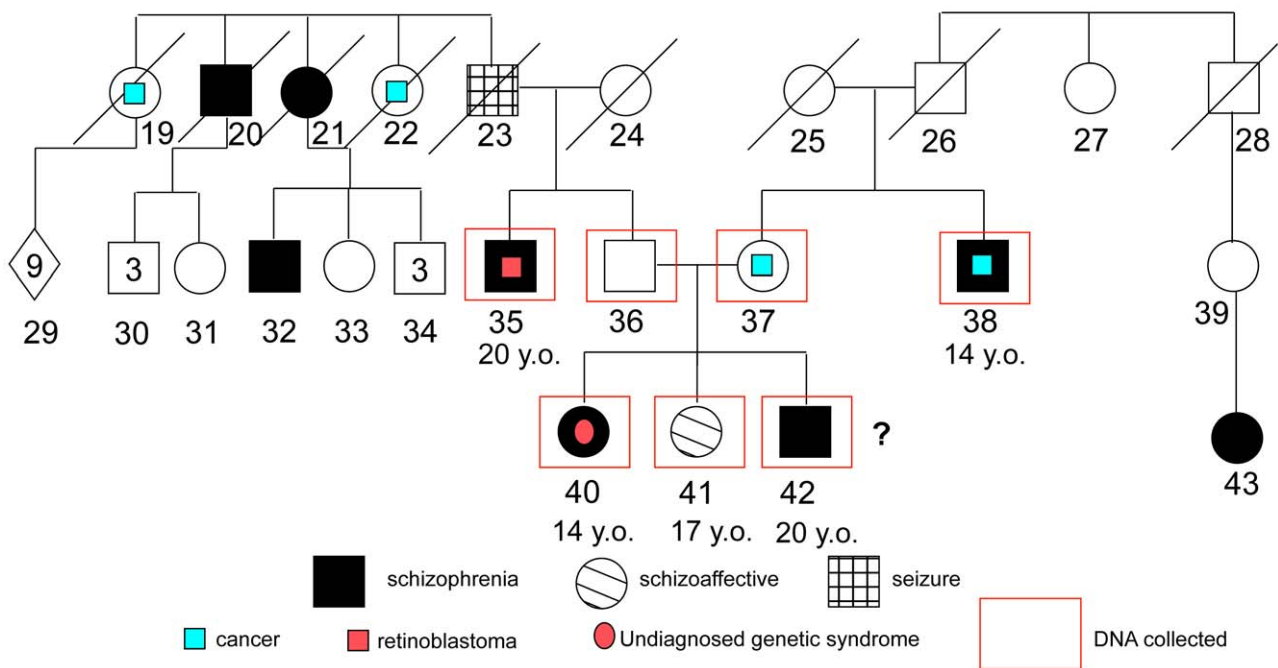 19 20 21 22 23 24 25 26 27 28
9 3 3
29 30 31 32 33 34 35 36 37 38 39
20 y.o. 14 y.o.
?
40 41 42 43
14 y.o. 17 y.o. 20 y.o.
schizophrenia schizoaffective seizure
cancer retinoblastoma Undiagnosed genetic syndrome DNA collected